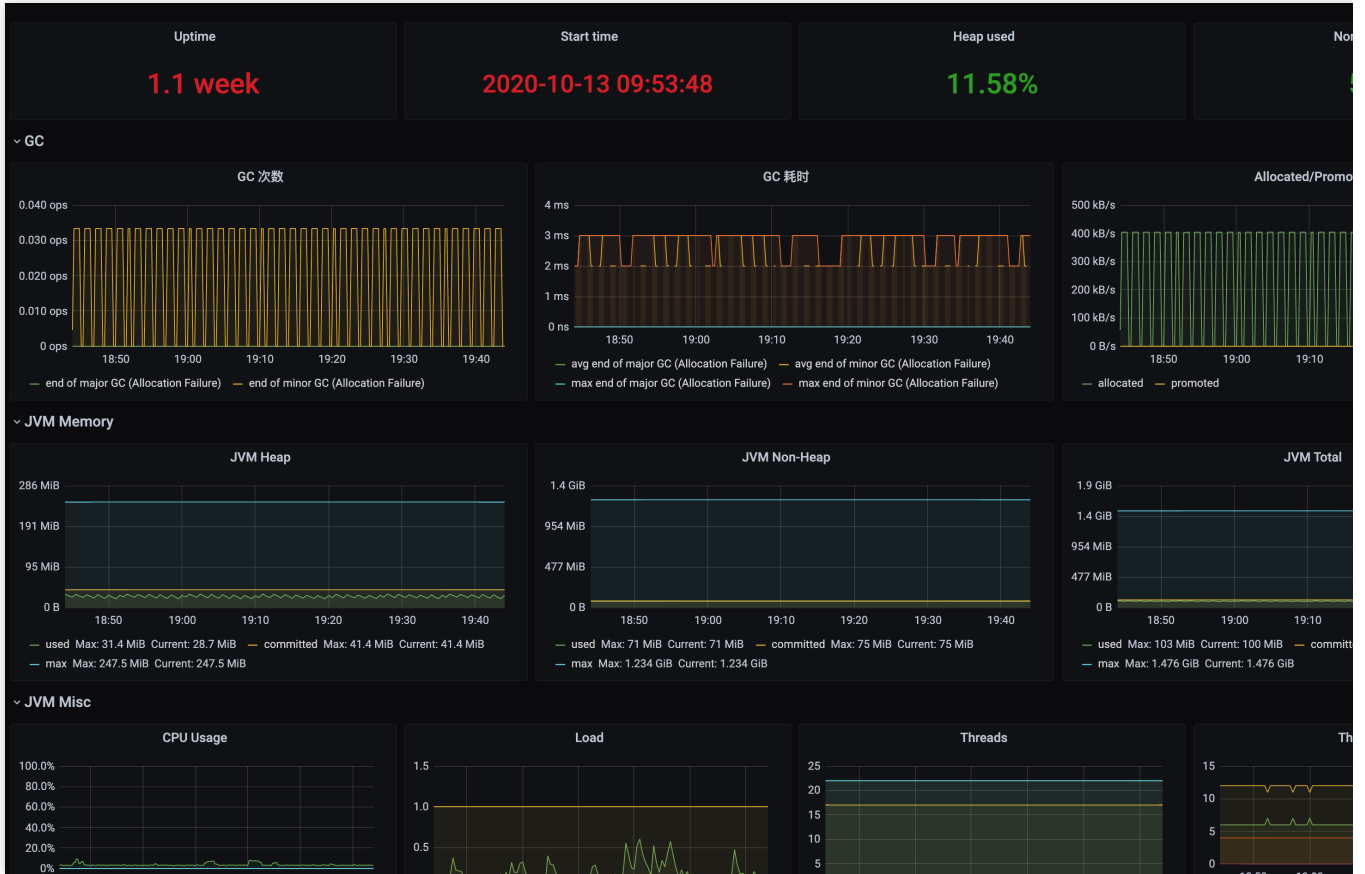 Uptime
Start time
Heap used
1.1 week
2020-10-13 09:53:48
11.58%
GC
GC 次数
GC 耗时
0.040 ops
0.030 ops
0.020 ops
0.010 ops
0 ops
18:50 19:00 19:10 19:20 19:30 19:40
end of major GC (Allocation Failure) end of minor GC (Allocation Failure)
4 ms
3 ms
2 ms
1 ms
0 ns
18:50 19:00 19:10 19:20 19:30 19:40
avg end of major GC (Allocation Failure) avg end of minor GC (Allocation Failure)
max end of major GC (Allocation Failure) max end of minor GC (Allocation Failure)
Allocated/Promo
500 kB/s
400 kB/s
300 kB/s
200 kB/s
100 kB/s
0 B/s
18:50 19:00 19:10
allocated promoted
JVM Memory
JVM Heap
286 MiB
191 MiB
95 MiB
0 B
18:50 19:00 19:10 19:20 19:30 19:40
used Max: 31.4 MiB Current: 28.7 MiB committed Max: 41.4 MiB Current: 41.4 MiB
max Max: 247.5 MiB Current: 247.5 MiB
JVM Non-Heap
1.4 GiB
954 MiB
477 MiB
0 B
18:50 19:00 19:10 19:20 19:30 19:40
used Max: 71 MiB Current: 71 MiB committed Max: 75 MiB Current: 75 MiB
max Max: 1.234 GiB Current: 1.234 GiB
JVM Total
1.9 GiB
1.4 GiB
954 MiB
477 MiB
0 B
18:50 19:00 19:10
used Max: 103 MiB Current: 100 MiB committ
max Max: 1.476 GiB Current: 1.476 GiB
JVM Misc
CPU Usage
100.0%
80.0%
60.0%
40.0%
20.0%
0%
Load
1.5
1.0
0.5
Threads
25
20
15
10
5
Th
15
10
5
0